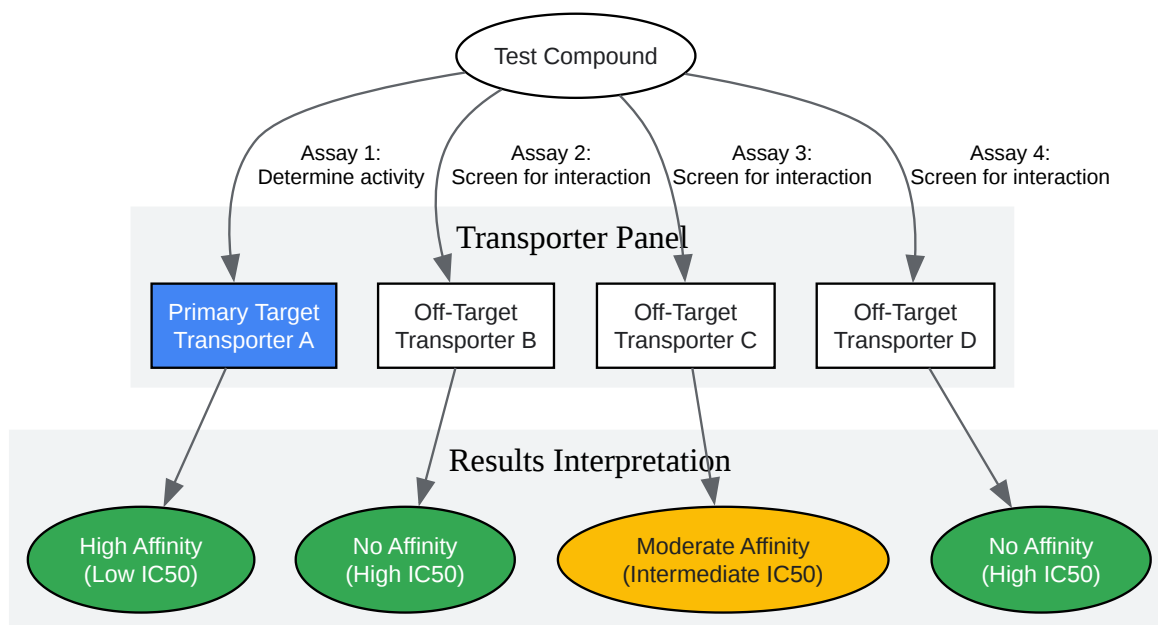 Test Compound
Assay 1:
Determine activity
Assay 2:
Screen for interaction
Assay 3:
Screen for interaction
Assay 4:
Screen for interaction
Transporter Panel
Primary Target
Transporter A
Off-Target
Transporter B
Off-Target
Transporter C
Off-Target
Transporter D
Results Interpretation
High Affinity
(Low IC50)
No Affinity
(High IC50)
Moderate Affinity
(Intermediate IC50)
No Affinity
(High IC50)